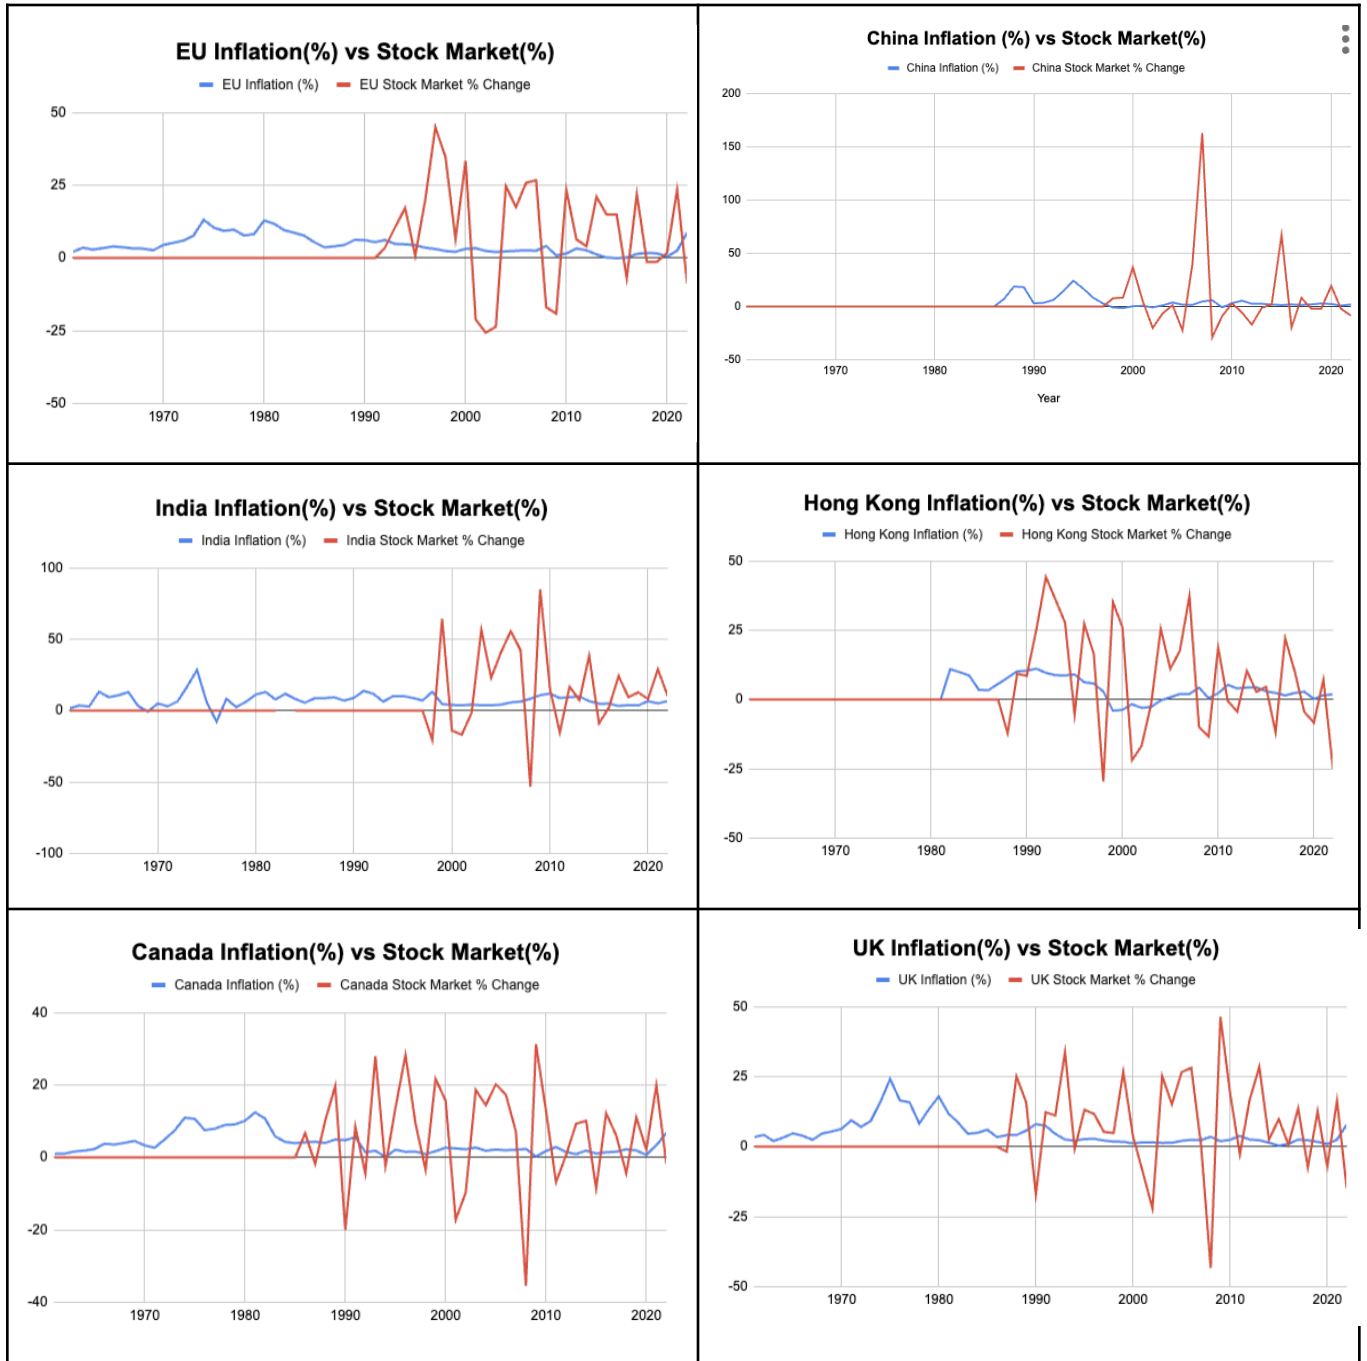 EU Inflation(%) vs Stock Market(%)
EU Inflation (%) EU Stock Market % Change
50
25
0
-25
-50
1970 1980 1990 2000 2010 2020
China Inflation (%) vs Stock Market(%)
China Inflation (%) China Stock Market % Change
200
150
100
50
0
-50
1970 1980 1990 2000 2010 2020
Year
India Inflation(%) vs Stock Market(%)
India Inflation (%) India Stock Market % Change
100
50
0
-50
-100
1970 1980 1990 2000 2010 2020
Hong Kong Inflation(%) vs Stock Market(%)
Hong Kong Inflation (%) Hong Kong Stock Market % Change
50
25
0
-25
-50
1970 1980 1990 2000 2010 2020
Canada Inflation(%) vs Stock Market(%)
Canada Inflation (%) Canada Stock Market % Change
40
20
0
-20
-40
1970 1980 1990 2000 2010 2020
UK Inflation(%) vs Stock Market(%)
UK Inflation (%) UK Stock Market % Change
50
25
0
-25
-50
1970 1980 1990 2000 2010 2020